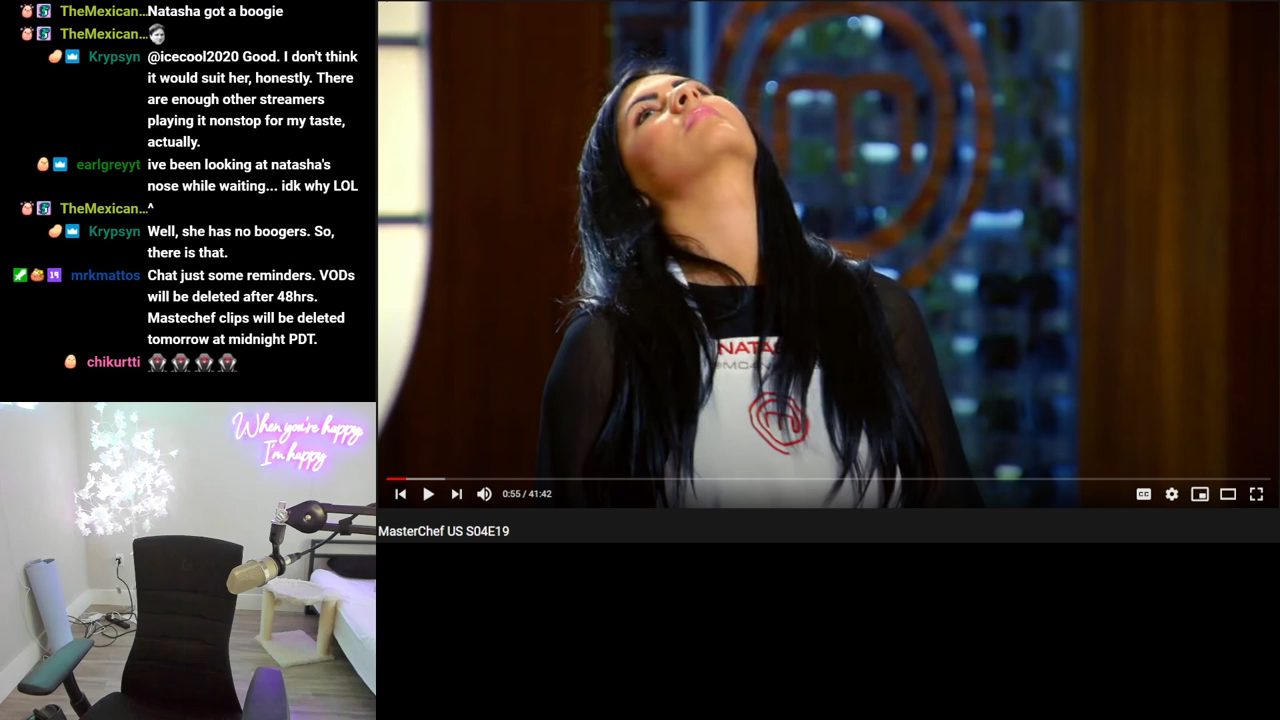 TheMexican… Natasha got a boogie
TheMexican…
Krypsyn @icecool2020 Good. I don't think
it would suit her, honestly. There
are enough other streamers
playing it nonstop for my taste,
actually.
earlgreyyt ive been looking at natasha's
nose while waiting... idk why LOL
TheMexican… ^
Krypsyn Well, she has no boogers. So,
there is that.
19 mrkmattos Chat just some reminders. VODs
will be deleted after 48hrs.
Mastechef clips will be deleted
tomorrow at midnight PDT.
chikurtti
When you're happy
I'm happy
NATA
0:55 / 41:42
CC
MasterChef US S04E19